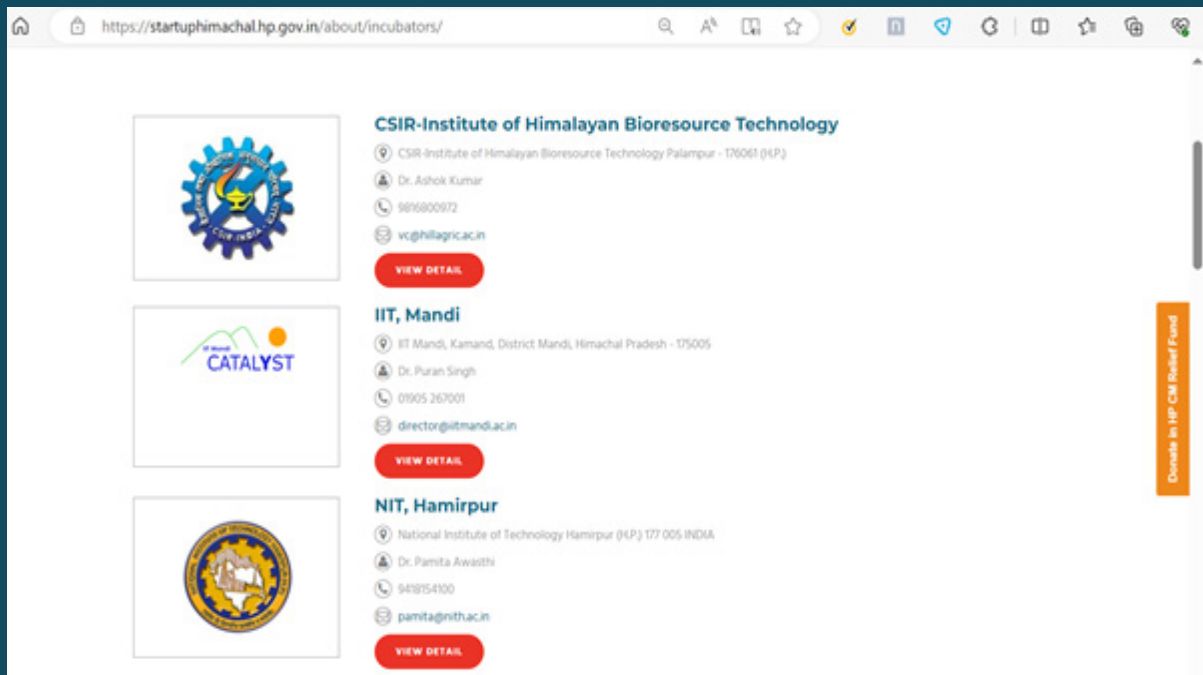 https://startuphimachal.hp.gov.in/about/incubators/
CSIR-Institute of Himalayan Bioresource Technology
CSIR-Institute of Himalayan Bioresource Technology Palampur - 176061 (H.P.)
Dr. Ashok Kumar
9816800972
vc@hillagric.ac.in
VIEW DETAIL
CSIR-INDIA
IIT, Mandi
IIT Mandi, Kamand, District Mandi, Himachal Pradesh - 175005
Dr. Puran Singh
01905 267001
director@iitmandi.ac.in
VIEW DETAIL
IIT Mandi
CATALYST
NIT, Hamirpur
National Institute of Technology Hamirpur (H.P.) 177 005 INDIA
Dr. Pamita Awasthi
9418154100
pamita@nith.ac.in
VIEW DETAIL
Donate in HP CM Relief Fund